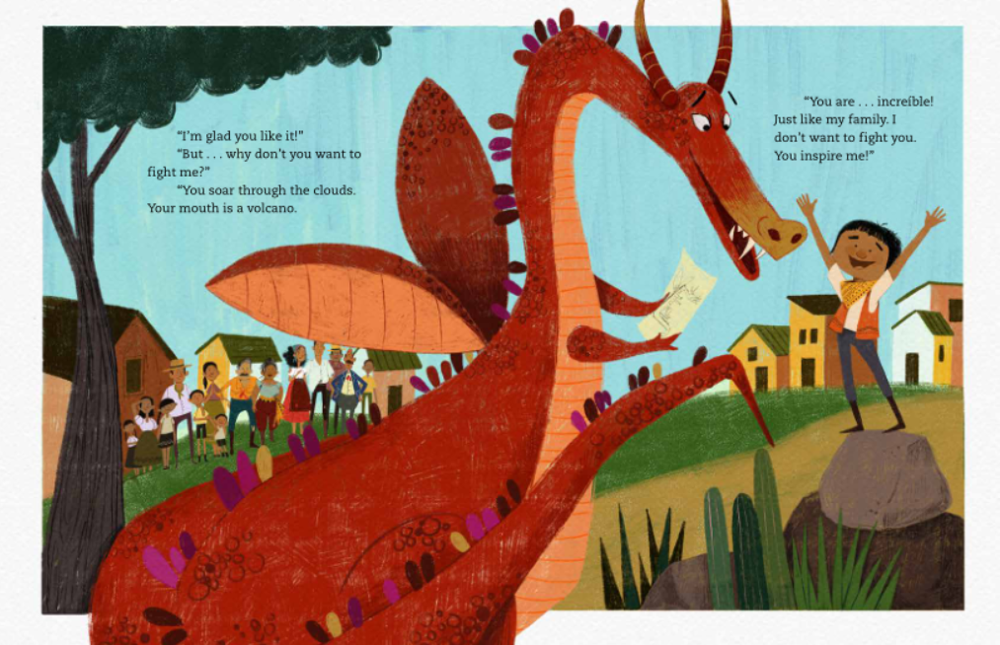 “I’m glad you like it!”
“But . . . why don’t you want to
fight me?”
“You soar through the clouds.
Your mouth is a volcano.
“You are . . . increíble!
Just like my family. I
don’t want to fight you.
You inspire me!”